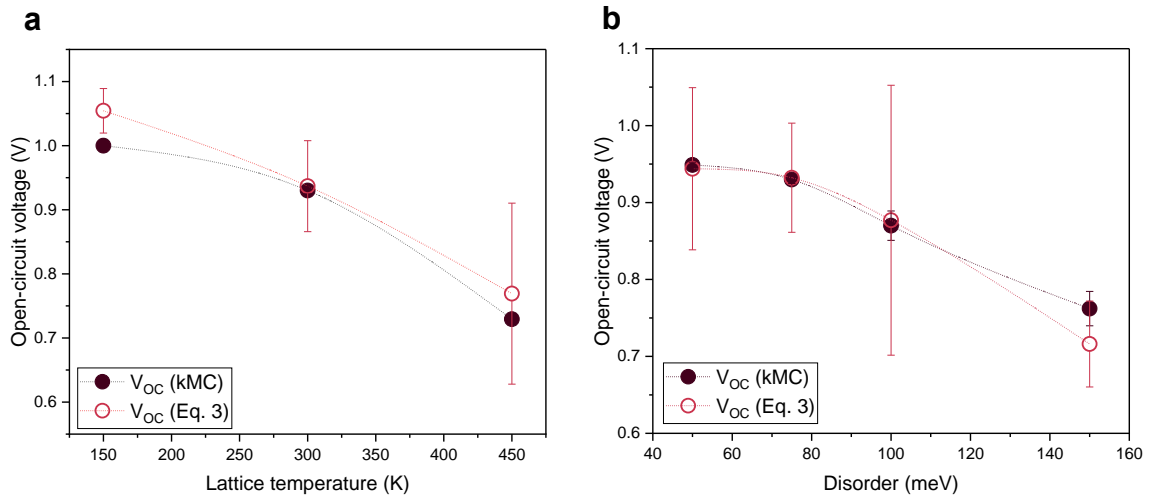 a
1.1
1.0
0.9
0.8
0.7
0.6
Open-circuit voltage (V)
V_OC (kMC)
V_OC (Eq. 3)
150 200 250 300 350 400 450
Lattice temperature (K)
b
1.1
1.0
0.9
0.8
0.7
0.6
Open-circuit voltage (V)
V_OC (kMC)
V_OC (Eq. 3)
40 60 80 100 120 140 160
Disorder (meV)